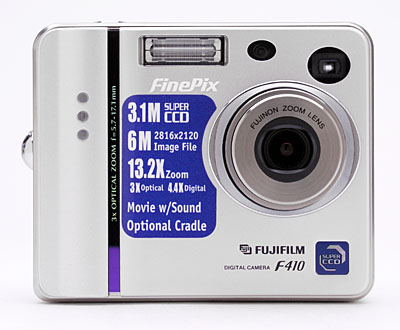 FinePix
3.1M SUPER CCD
6M 2816x2120 Image File
13.2X Zoom
3X Optical 4.4X Digital
Movie w/Sound
Optional Cradle
3x OPTICAL ZOOM f=5.7-17.1mm
FUJINON ZOOM LENS
FUJIFILM
DIGITAL CAMERA F410
SUPER
CCD